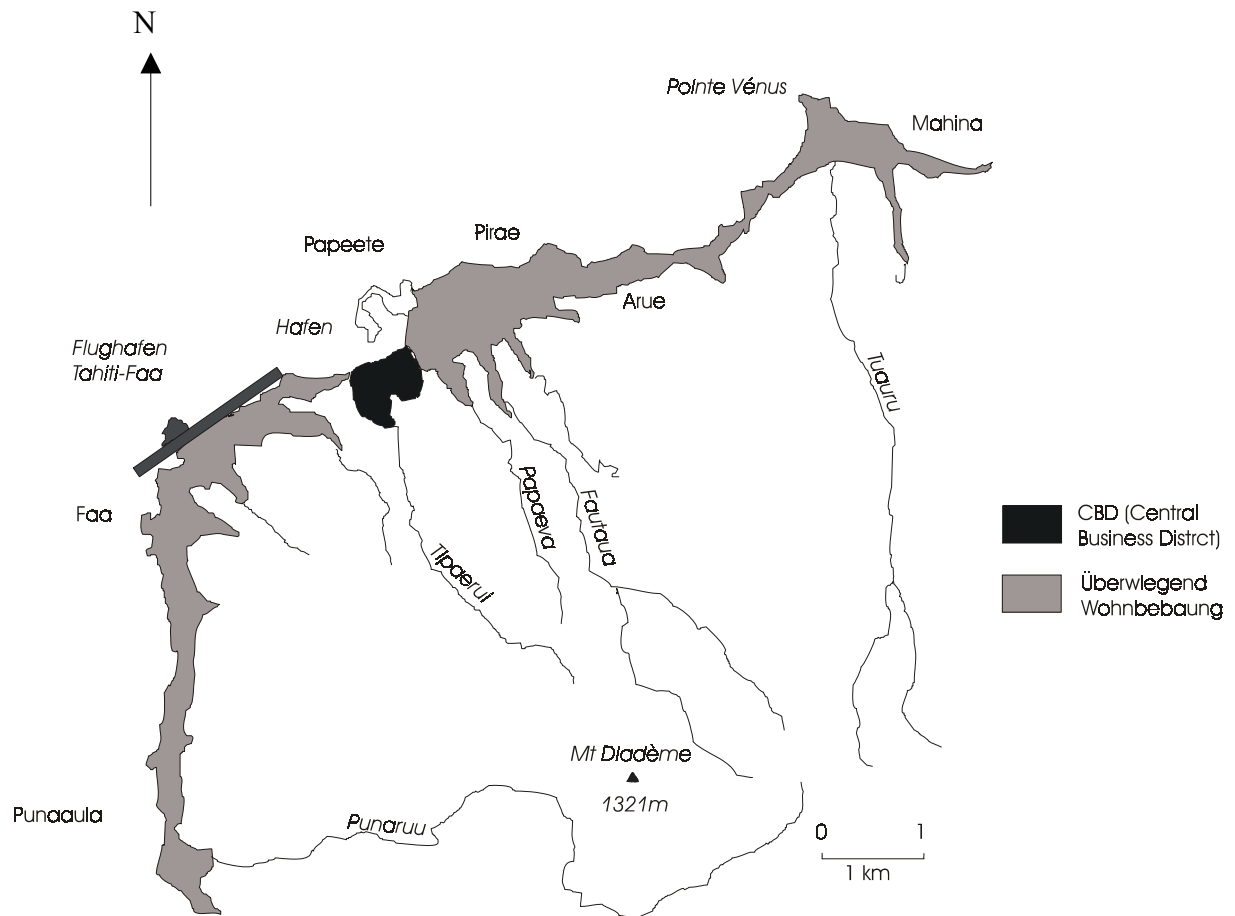 N
Pointe Vénus
Mahina
Pirae
Papeete
Arue
Hafen
Flughafen
Tahiti-Faa
Tuauru
Papaeva
Fautaua
Faa
CBD (Central
Business Distrct)
Tipaerui
Überwiegend
Wohnbebaung
Mt Diadème
1321m
Punaauia
Punaruu
0 1
1 km